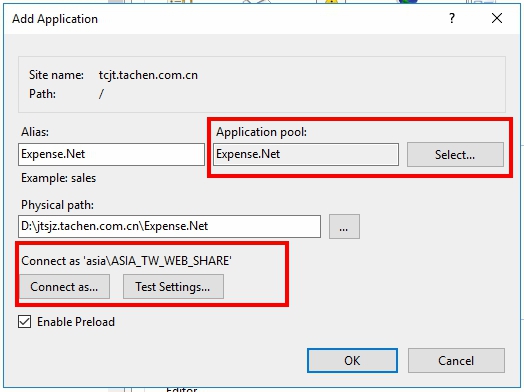 Add Application
Site name: tcjt.tachen.com.cn
Path: /
Alias:
Application pool:
Expense.Net
Expense.Net
Select...
Example: sales
Physical path:
D:\jtsjz.tachen.com.cn\Expense.Net
...
Connect as 'asia\ASIA_TW_WEB_SHARE'
Connect as...
Test Settings...
Enable Preload
OK
Cancel
Editor